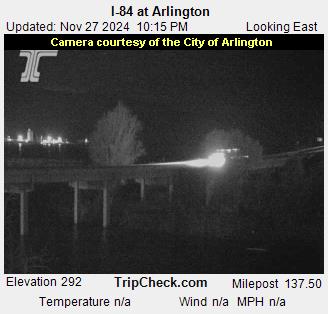 I-84 at Arlington
Updated: Nov 27 2024 10:15 PM Looking East
Camera courtesy of the City of Arlington
Elevation 292 TripCheck.com Milepost 137.50
Temperature n/a Wind n/a MPH n/a